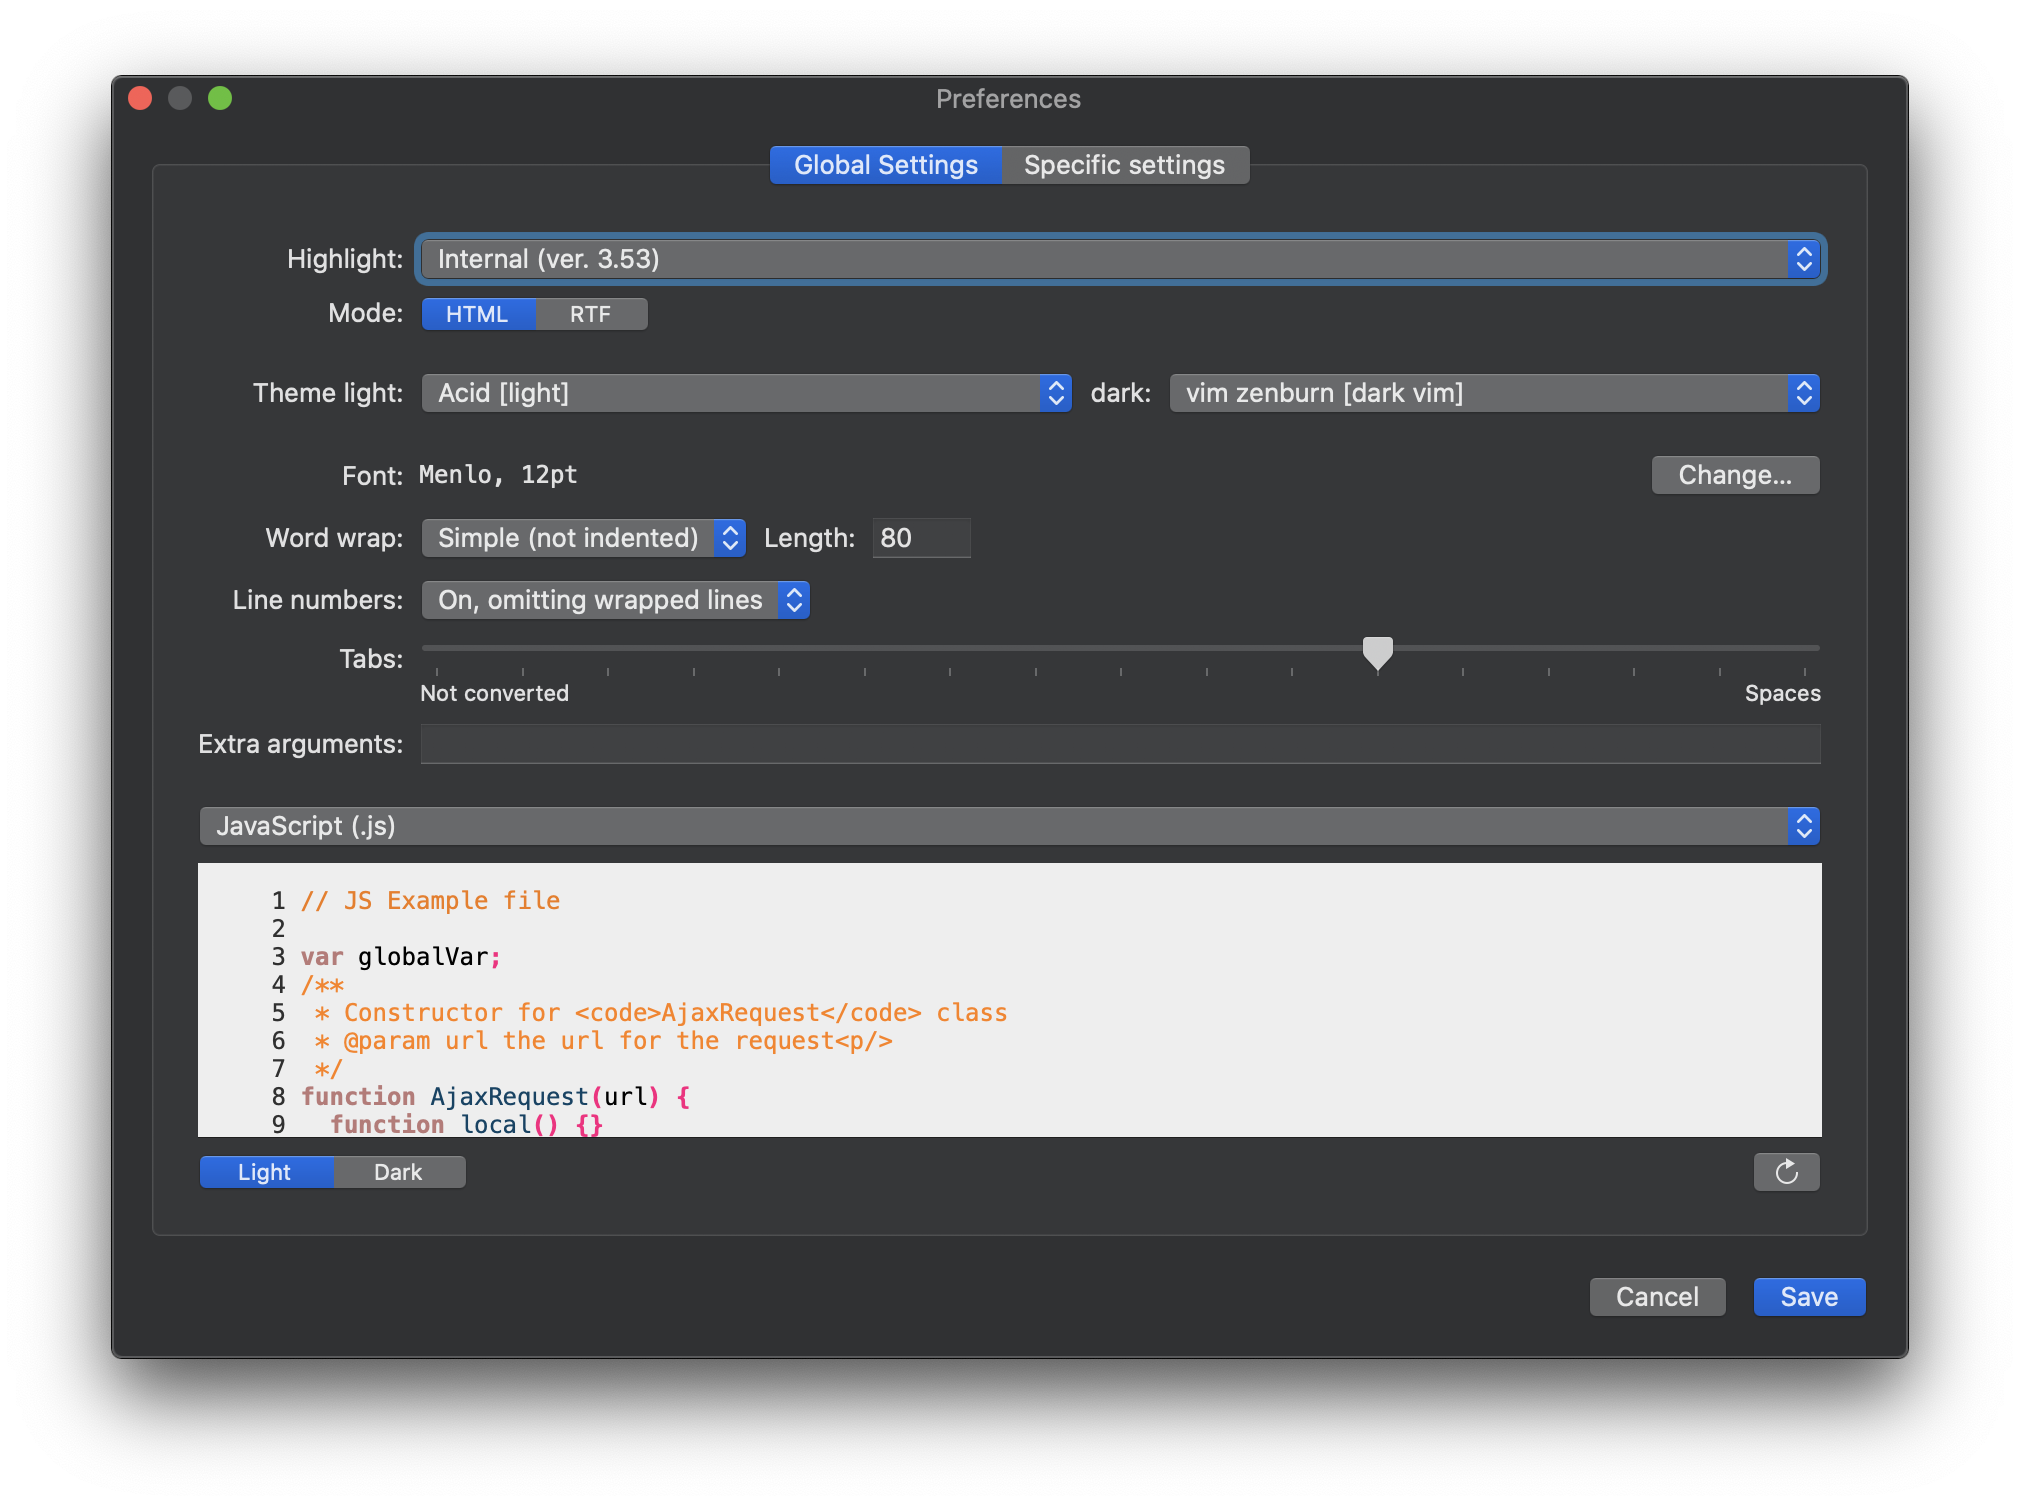 Preferences
Global Settings Specific settings
Highlight: Internal (ver. 3.53)
Mode: HTML RTF
Theme light: Acid [light] dark: vim zenburn [dark vim]
Font: Menlo, 12pt Change...
Word wrap: Simple (not indented) Length: 80
Line numbers: On, omitting wrapped lines
Tabs:
Not converted Spaces
Extra arguments:
JavaScript (.js)
1 // JS Example file
2
3 var globalVar;
4 /**
5  * Constructor for <code>AjaxRequest</code> class
6  * @param url the url for the request<p/>
7  */
8 function AjaxRequest(url) {
9   function local() {}
Light Dark
Cancel Save